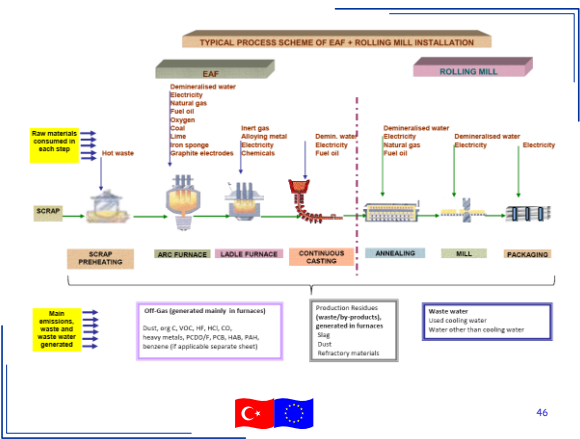 TYPICAL PROCESS SCHEME OF EAF + ROLLING MILL INSTALLATION
EAF
ROLLING MILL
Raw materials
consumed in
each step
Hot waste
Demineralised water
Electricity
Natural gas
Fuel oil
Oxygen
Coal
Lime
Iron sponge
Graphite electrodes
Inert gas
Alloying metal
Electricity
Chemicals
Demin. water
Electricity
Fuel oil
Demineralised water
Electricity
Natural gas
Fuel oil
Demineralised water
Electricity
Electricity
SCRAP
SCRAP
PREHEATING
ARC FURNACE
LADLE FURNACE
CONTINUOUS
CASTING
ANNEALING
MILL
PACKAGING
Main
emissions,
waste and
waste water
generated
Off-Gas (generated mainly in furnaces)
Dust, org C, VOC, HF, HCl, CO,
heavy metals, PCDD/F, PCB, HAB, PAH,
benzene (if applicable separate sheet)
Production Residues
(waste/by-products),
generated in furnaces
Slag
Dust
Refractory materials
Waste water
Used cooling water
Water other than cooling water
46